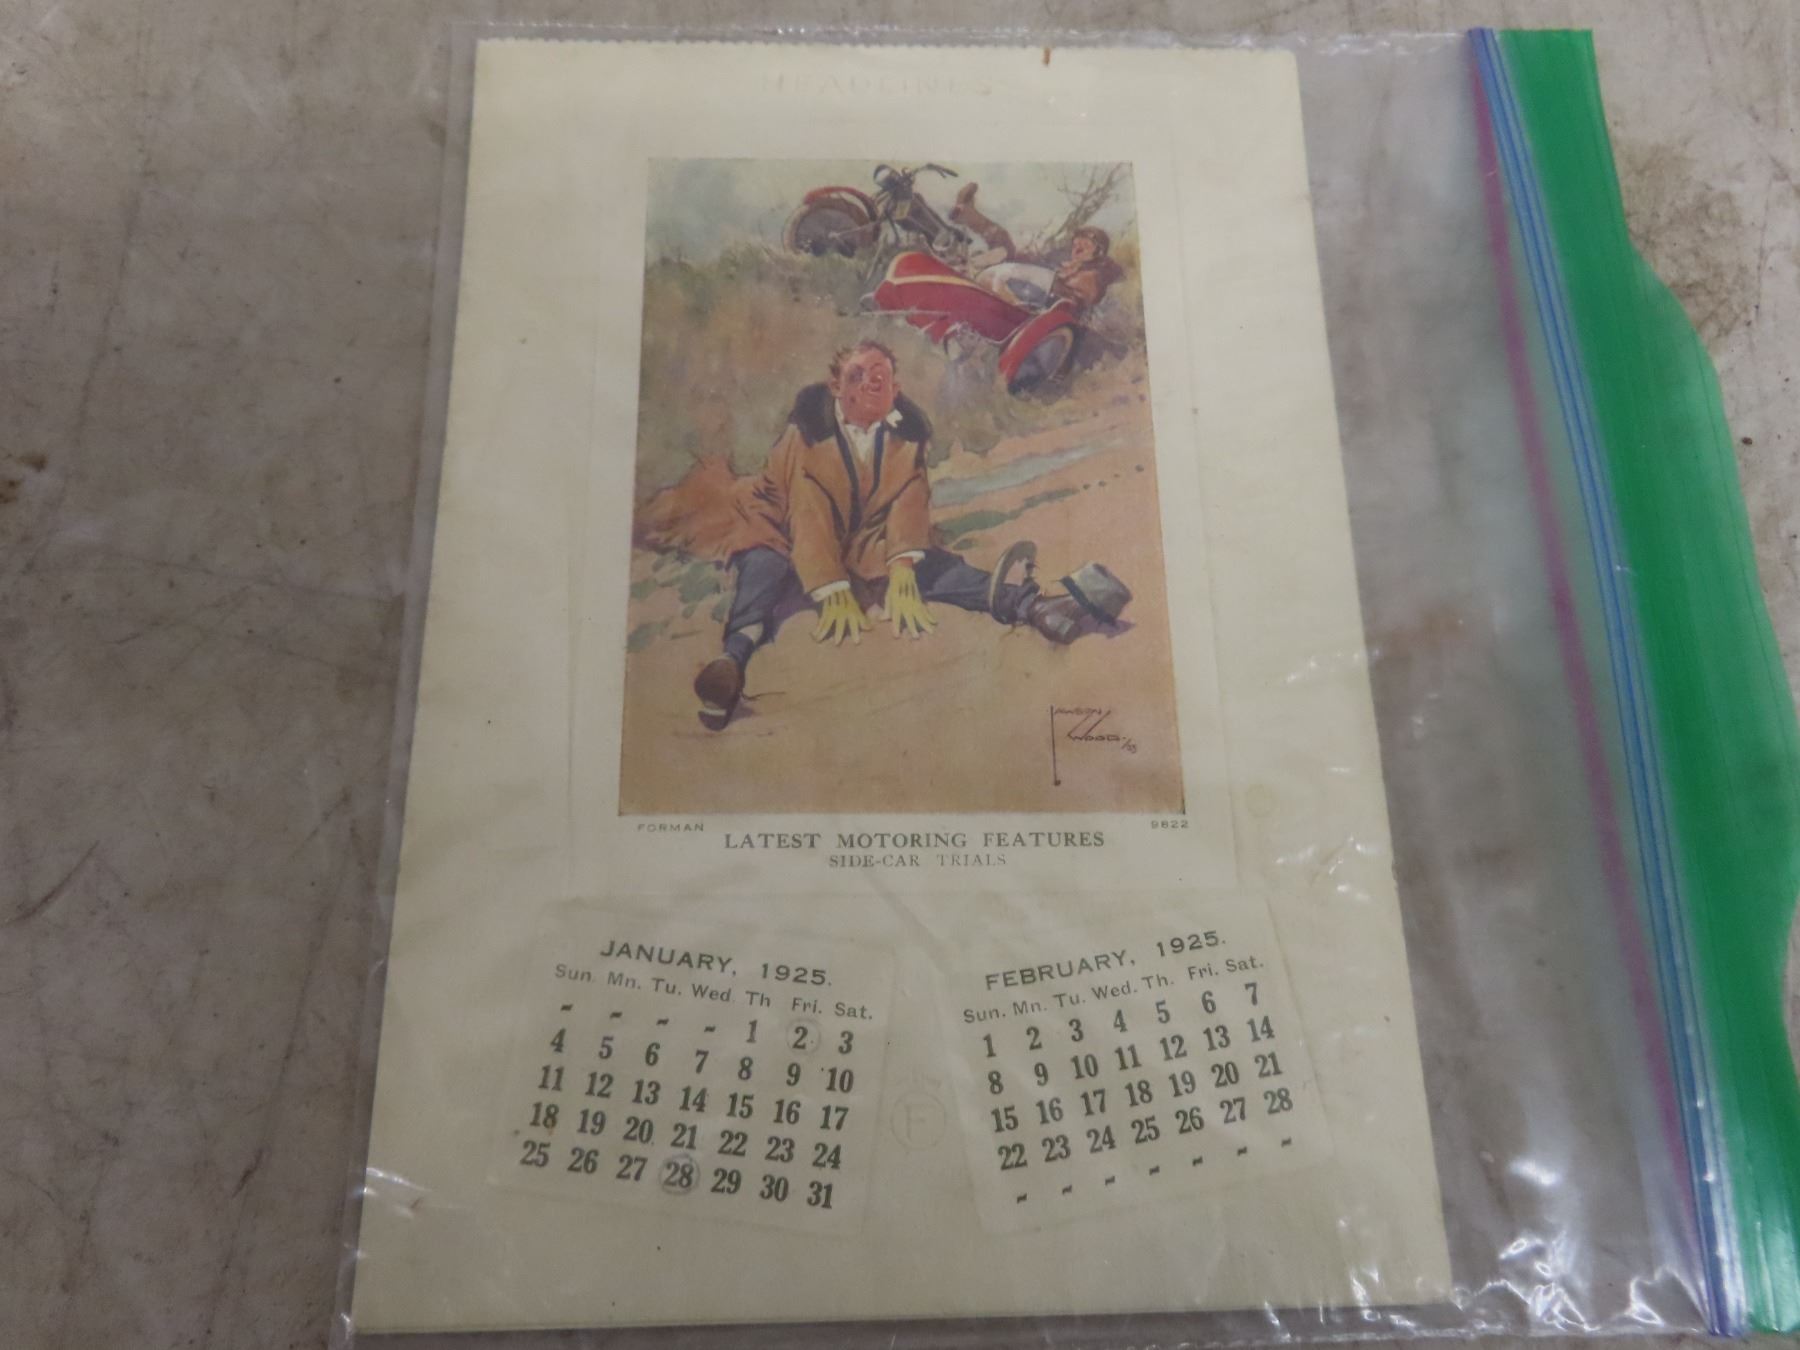 HEADLINES
LAWSON
WOOD./23
FORMAN
9822
LATEST MOTORING FEATURES
SIDE-CAR TRIALS
JANUARY, 1925.
Sun. Mn. Tu. Wed. Th Fri. Sat.
- - - - 1 2 3
4 5 6 7 8 9 10
11 12 13 14 15 16 17
18 19 20 21 22 23 24
25 26 27 28 29 30 31
F
FEBRUARY, 1925.
Sun. Mn. Tu. Wed. Th. Fri. Sat.
1 2 3 4 5 6 7
8 9 10 11 12 13 14
15 16 17 18 19 20 21
22 23 24 25 26 27 28
- - - - - - -